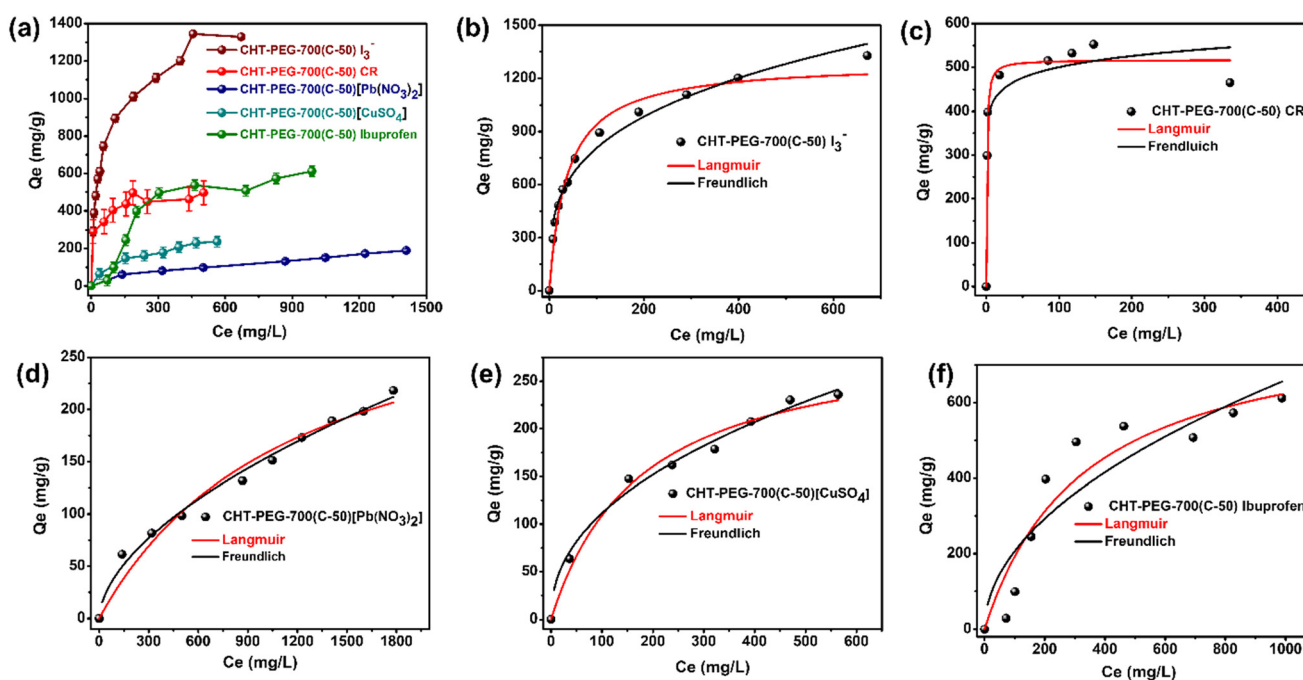 (a)
Qe (mg/g)
1400
1200
1000
800
600
400
200
0
CHT-PEG-700(C-50) I3-
CHT-PEG-700(C-50) CR
CHT-PEG-700(C-50)[Pb(NO3)2]
CHT-PEG-700(C-50)[CuSO4]
CHT-PEG-700(C-50) Ibuprofen
0 300 600 900 1200 1500
Ce (mg/L)
(b)
Qe (mg/g)
1500
1200
900
600
300
0
CHT-PEG-700(C-50) I3-
Langmuir
Freundlich
0 200 400 600
Ce (mg/L)
(c)
Qe (mg/g)
600
500
400
300
200
100
0
CHT-PEG-700(C-50) CR
Langmuir
Frendluich
0 100 200 300 400
Ce (mg/L)
(d)
Qe (mg/g)
250
200
150
100
50
0
CHT-PEG-700(C-50)[Pb(NO3)2]
Langmuir
Freundlich
0 300 600 900 1200 1500 1800
Ce (mg/L)
(e)
Qe (mg/g)
250
200
150
100
50
0
CHT-PEG-700(C-50)[CuSO4]
Langmuir
Freundlich
0 100 200 300 400 500 600
Ce (mg/L)
(f)
Qe (mg/g)
600
400
200
0
CHT-PEG-700(C-50) Ibuprofen
Langmuir
Freundlich
0 200 400 600 800 1000
Ce (mg/L)